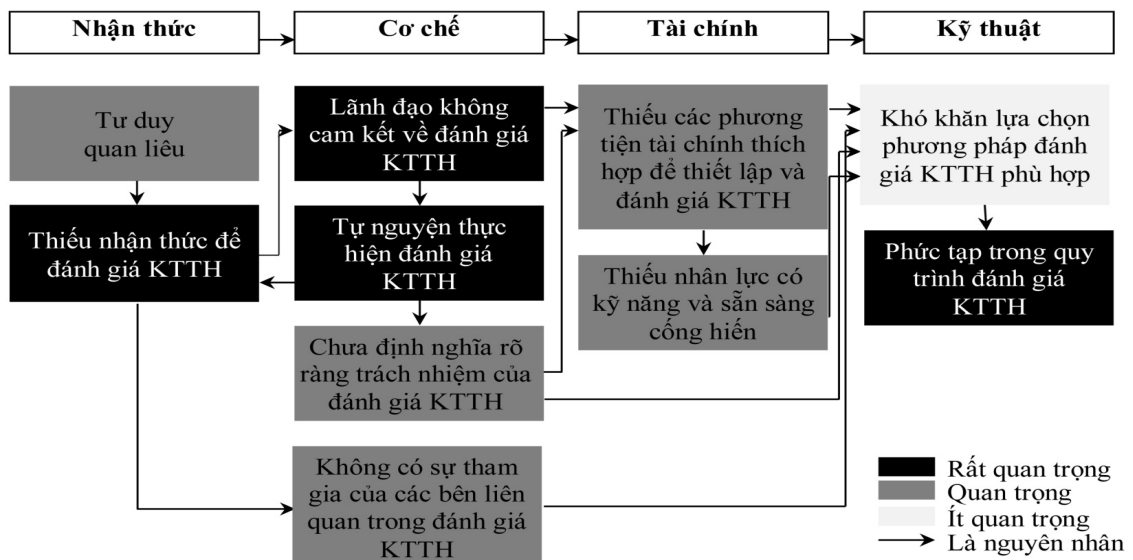 Nhận thức
Cơ chế
Tài chính
Kỹ thuật
Tư duy
quan liêu
Thiếu nhận thức để
đánh giá KTTH
Lãnh đạo không
cam kết về đánh giá
KTTH
Tự nguyện thực
hiện đánh giá
KTTH
Chưa định nghĩa rõ
ràng trách nhiệm của
đánh giá KTTH
Không có sự tham
gia của các bên liên
quan trong đánh giá
KTTH
Thiếu các phương
tiện tài chính thích
hợp để thiết lập và
đánh giá KTTH
Thiếu nhân lực có
kỹ năng và sẵn sàng
cống hiến
Khó khăn lựa chọn
phương pháp đánh
giá KTTH phù hợp
Phức tạp trong quy
trình đánh giá
KTTH
Rất quan trọng
Quan trọng
Ít quan trọng
Là nguyên nhân